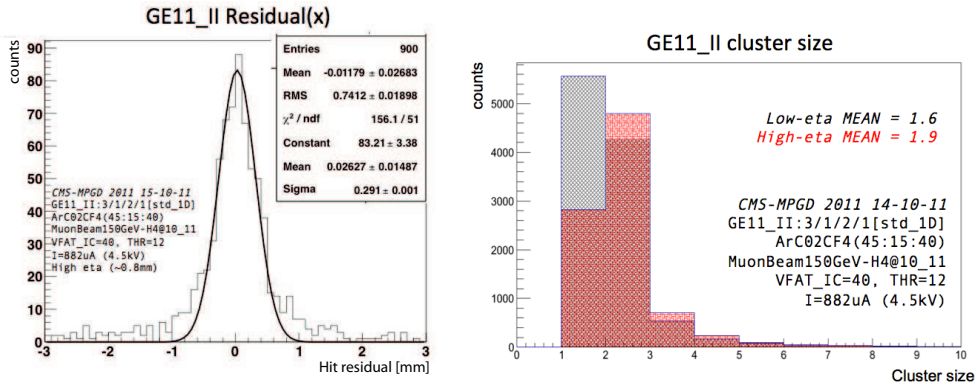 GE11_II Residual(x)
counts
90
80
70
60
50
40
30
20
10
0
-3
-2
-1
0
1
2
3
Hit residual [mm]
Entries 900
Mean -0.01179 ± 0.02683
RMS 0.7412 ± 0.01898
χ² / ndf 156.1 / 51
Constant 83.21 ± 3.38
Mean 0.02627 ± 0.01487
Sigma 0.291 ± 0.001
CMS-MPGD 2011 15-10-11
GE11_II:3/1/2/1[std_1D]
ArCO2CF4(45:15:40)
MuonBeam150GeV-H4@10_11
VFAT_IC=40, THR=12
I=882uA (4.5kV)
High eta (~0.8mm)
GE11_II cluster size
counts
5000
4000
3000
2000
1000
0
0
1
2
3
4
5
6
7
8
9
10
Cluster size
Low-eta MEAN = 1.6
High-eta MEAN = 1.9
CMS-MPGD 2011 14-10-11
GE11_II:3/1/2/1[std_1D]
ArCO2CF4(45:15:40)
MuonBeam150GeV-H4@10_11
VFAT_IC=40, THR=12
I=882uA (4.5kV)